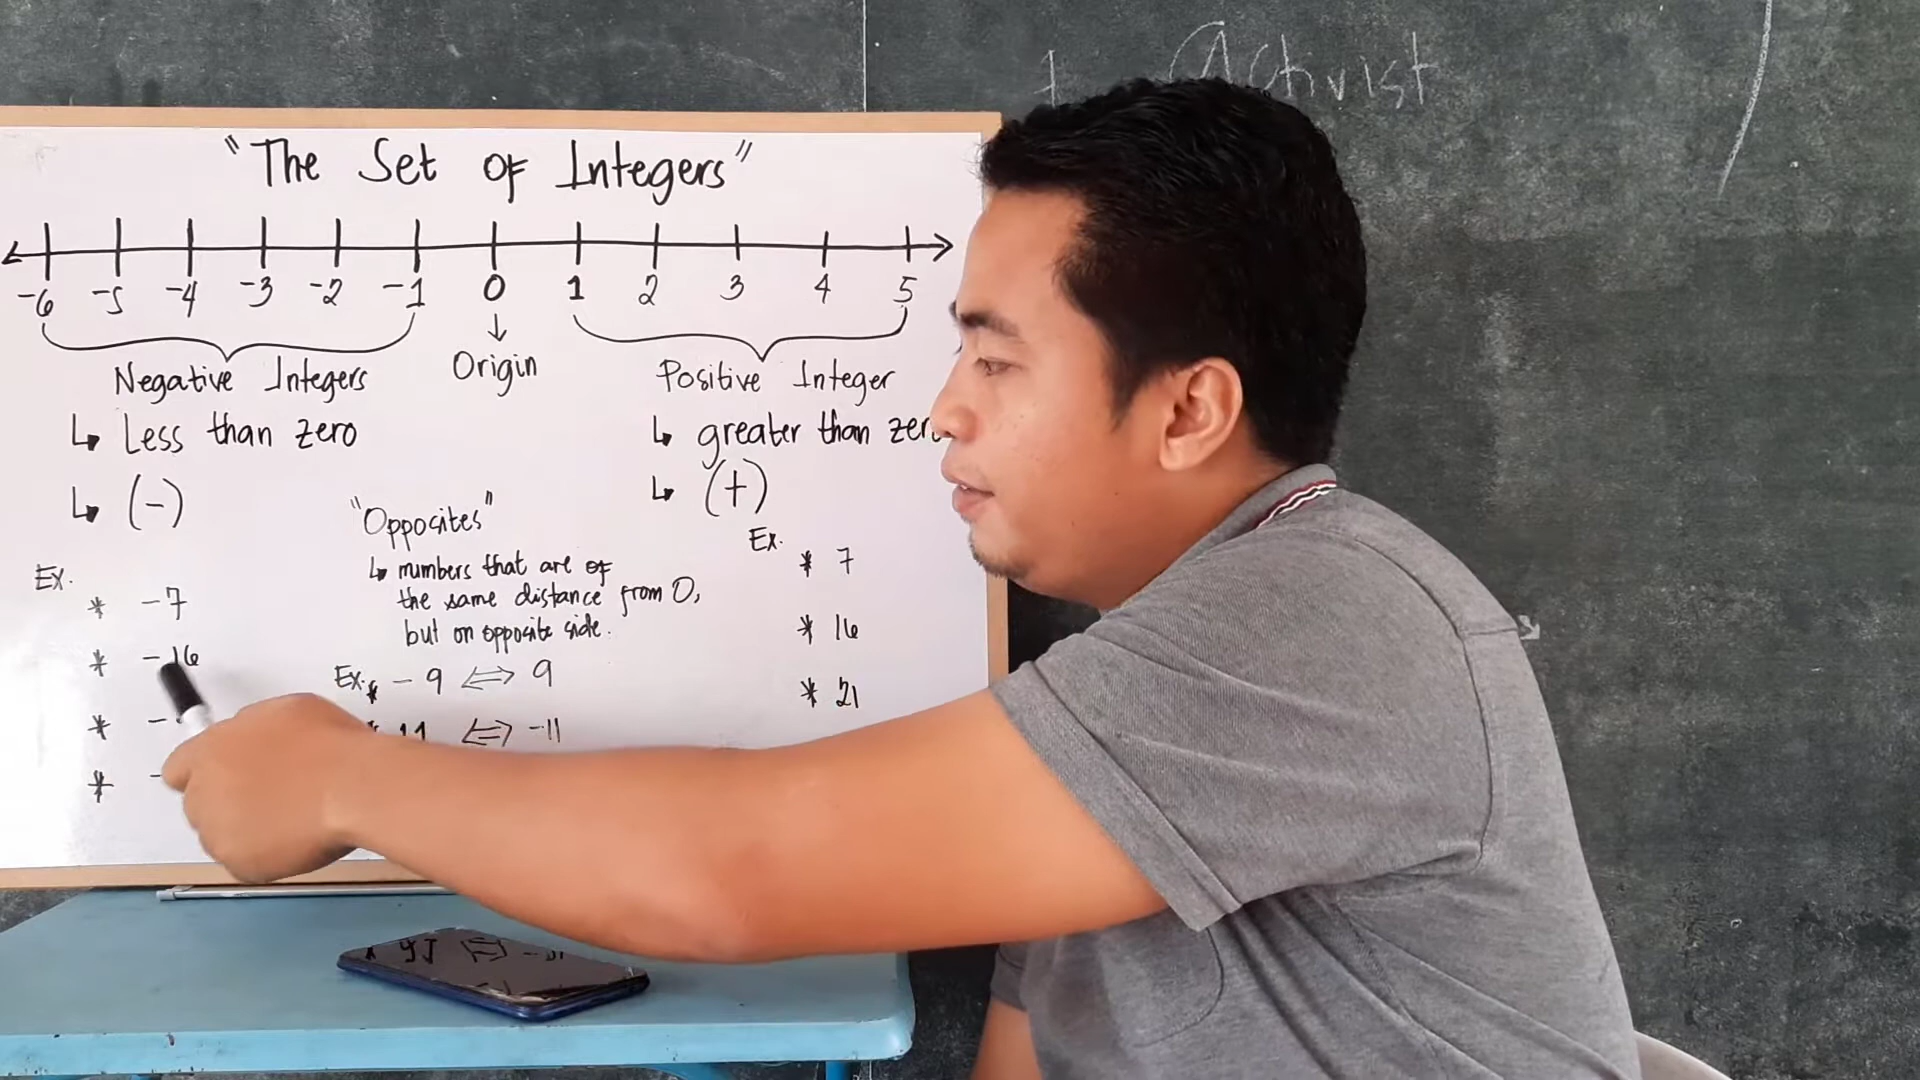 1 Activist
"The Set of Integers"
-6 -5 -4 -3 -2 -1 0 1 2 3 4 5
Negative Integers
↳ Less than zero
↳ (-)
Ex.
* -7
* -16
* -
* -
Origin
"Opposites"
↳ numbers that are of
the same distance from 0,
but on opposite side.
Ex. * -9 ⟺ 9
* 11 ⟺ -11
Positive Integer
↳ greater than
↳ (+)
Ex.
* 7
* 16
* 21